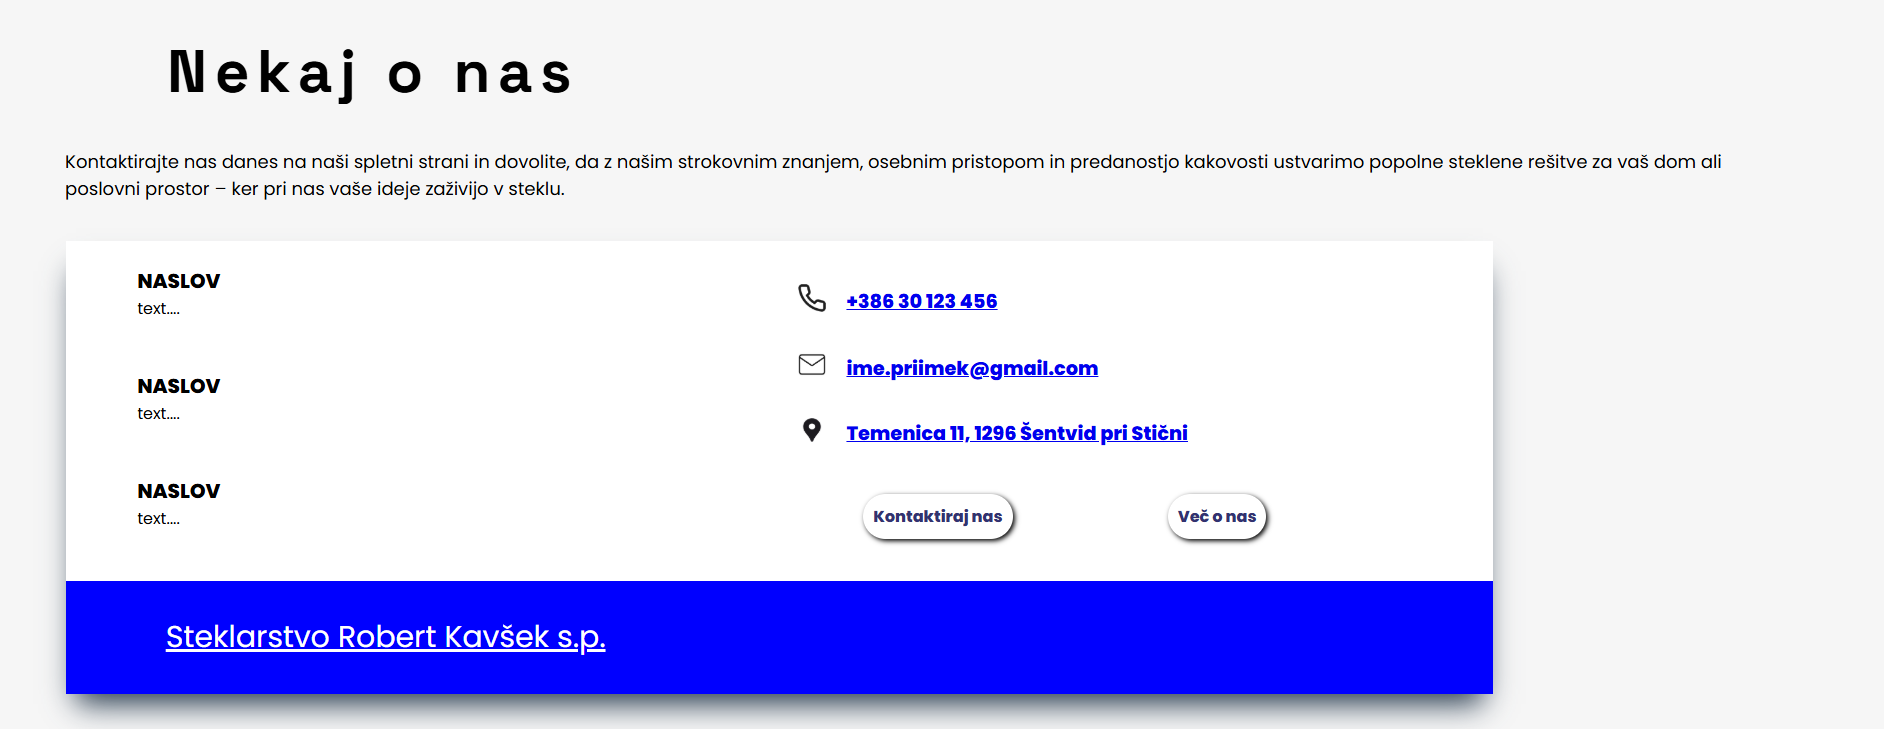 Nekaj o nas
Kontaktirajte nas danes na naši spletni strani in dovolite, da z našim strokovnim znanjem, osebnim pristopom in predanostjo kakovosti ustvarimo popolne steklene rešitve za vaš dom ali
poslovni prostor – ker pri nas vaše ideje zaživijo v steklu.
NASLOV
text....
NASLOV
text....
NASLOV
text....
+386 30 123 456
ime.priimek@gmail.com
Temenica 11, 1296 Šentvid pri Stični
Kontaktiraj nas
Več o nas
Steklarstvo Robert Kavšek s.p.